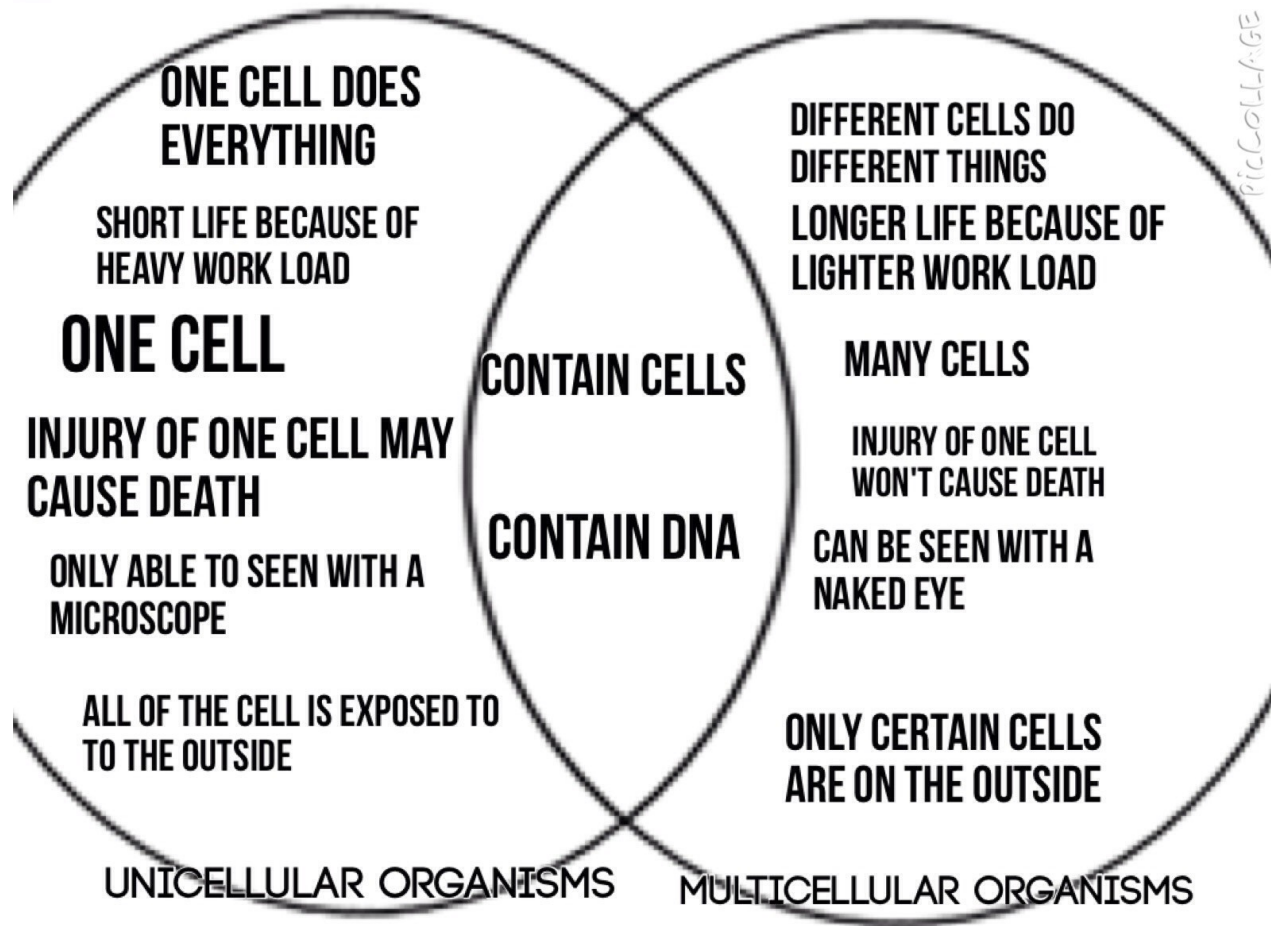 ONE CELL DOES
EVERYTHING
SHORT LIFE BECAUSE OF
HEAVY WORK LOAD
ONE CELL
INJURY OF ONE CELL MAY
CAUSE DEATH
ONLY ABLE TO SEEN WITH A
MICROSCOPE
ALL OF THE CELL IS EXPOSED TO
TO THE OUTSIDE
UNICELLULAR ORGANISMS
CONTAIN CELLS
CONTAIN DNA
DIFFERENT CELLS DO
DIFFERENT THINGS
LONGER LIFE BECAUSE OF
LIGHTER WORK LOAD
MANY CELLS
INJURY OF ONE CELL
WON'T CAUSE DEATH
CAN BE SEEN WITH A
NAKED EYE
ONLY CERTAIN CELLS
ARE ON THE OUTSIDE
MULTICELLULAR ORGANISMS
PicCOLLAGE